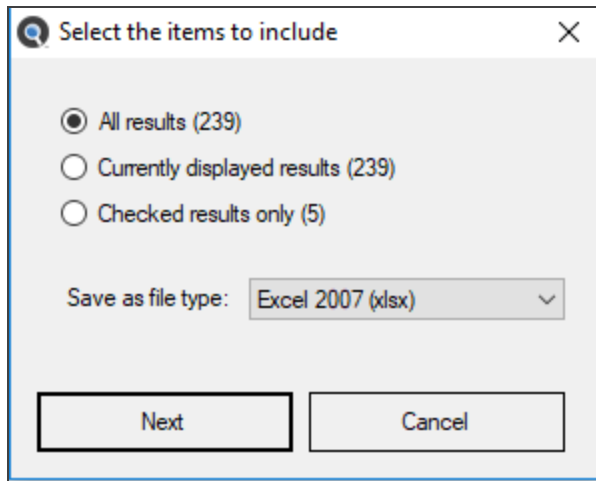 Select the items to include
All results (239)
Currently displayed results (239)
Checked results only (5)
Save as file type: Excel 2007 (xlsx)
Next Cancel